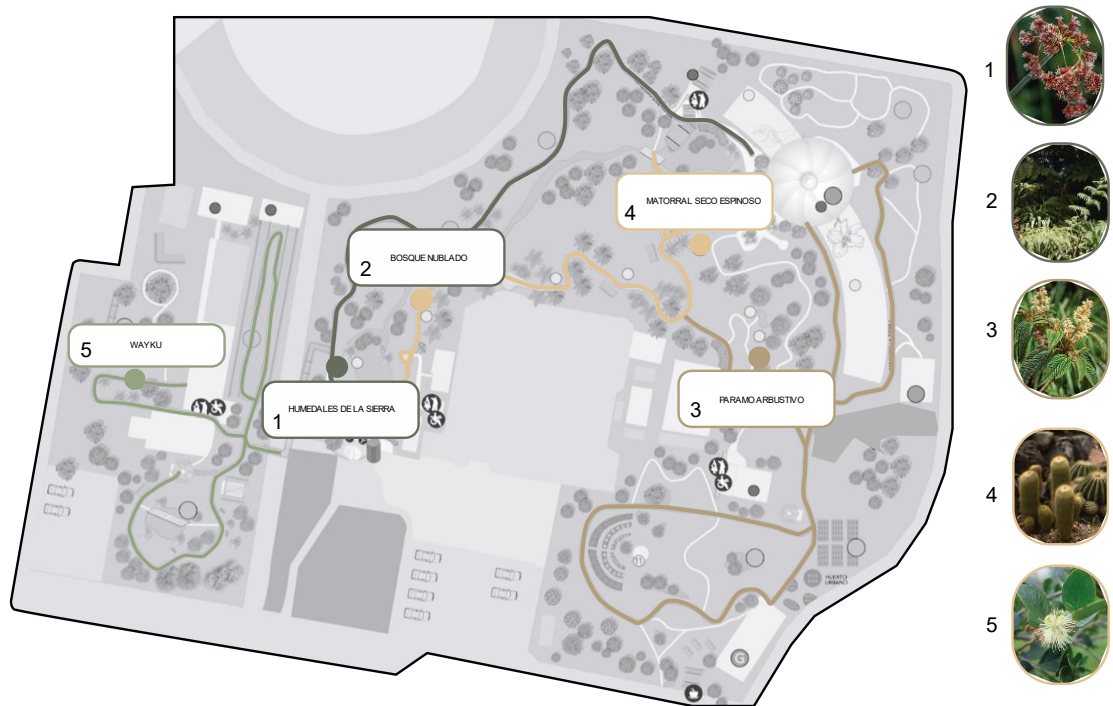 1
2
3
4
5
4
MATORRAL SECO ESPINOSO
2
BOSQUE NUBLADO
5
WAYKU
1
HUMEDALES DE LA SIERRA
3
PARAMO ARBUSTIVO
11
HUERTO
URBANO
G